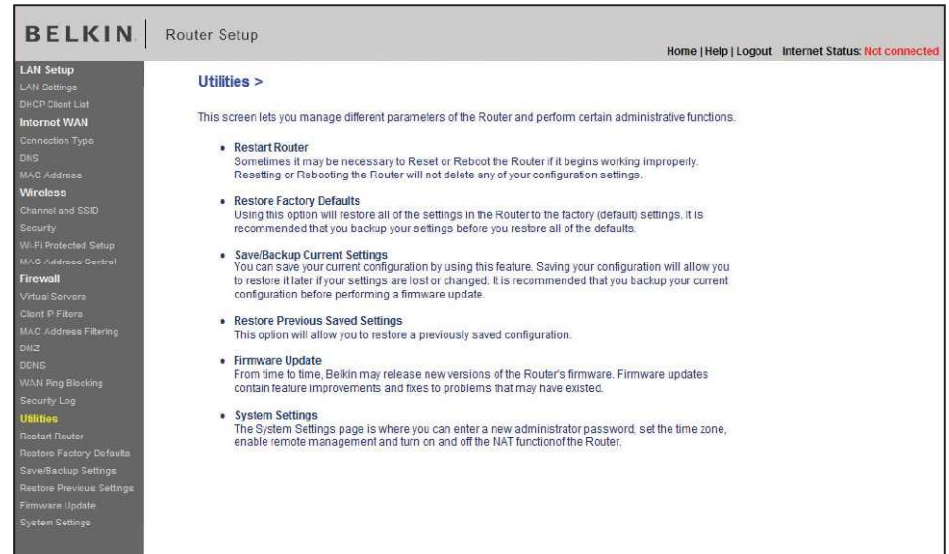 BELKIN
Router Setup
Home | Help | Logout Internet Status: Not connected
LAN Setup
LAN Settings
DHCP Client List
Internet WAN
Connection Type
DNS
MAC Address
Wireless
Channel and SSID
Security
Wi-Fi Protected Setup
MAC Address Control
Firewall
Virtual Servers
Client IP Filters
MAC Address Filtering
DMZ
DDNS
WAN Ping Blocking
Security Log
Utilities
Restart Router
Restore Factory Defaults
Save/Backup Settings
Restore Previous Settings
Firmware Update
System Settings
Utilities >
This screen lets you manage different parameters of the Router and perform certain administrative functions.
• Restart Router
Sometimes it may be necessary to Reset or Reboot the Router if it begins working improperly.
Resetting or Rebooting the Router will not delete any of your configuration settings.
• Restore Factory Defaults
Using this option will restore all of the settings in the Router to the factory (default) settings. It is
recommended that you backup your settings before you restore all of the defaults.
• Save/Backup Current Settings
You can save your current configuration by using this feature. Saving your configuration will allow you
to restore it later if your settings are lost or changed. It is recommended that you backup your current
configuration before performing a firmware update.
• Restore Previous Saved Settings
This option will allow you to restore a previously saved configuration.
• Firmware Update
From time to time, Belkin may release new versions of the Router's firmware. Firmware updates
contain feature improvements and fixes to problems that may have existed.
• System Settings
The System Settings page is where you can enter a new administrator password, set the time zone,
enable remote management and turn on and off the NAT functionof the Router.